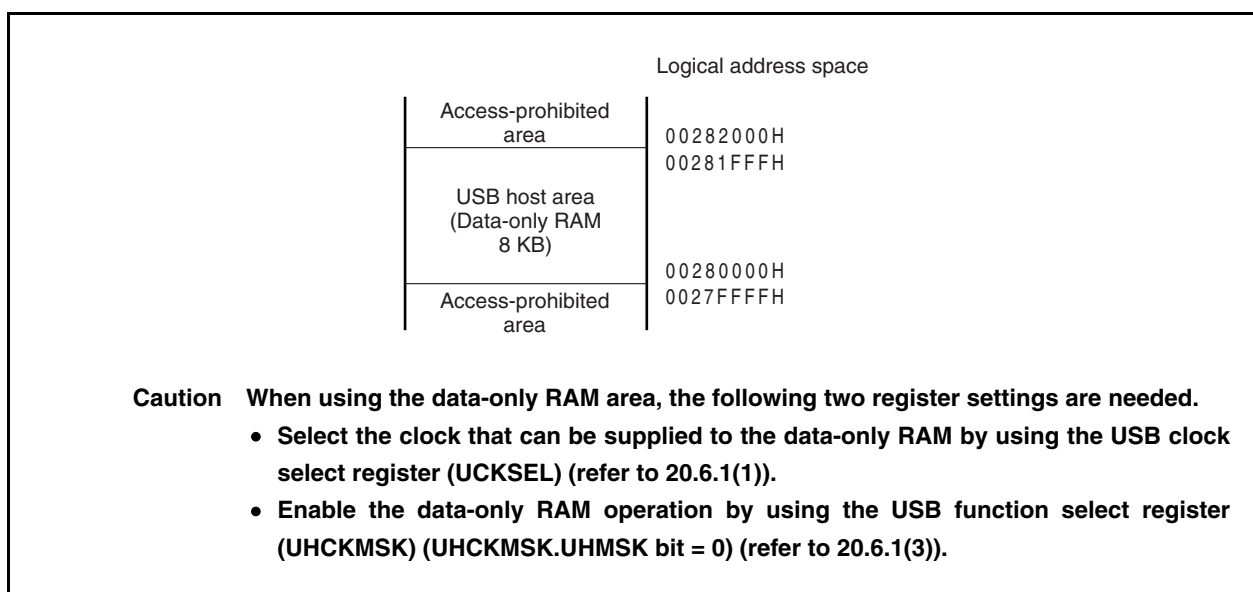 Logical address space
Access-prohibited
area
00282000H
00281FFFH
USB host area
(Data-only RAM
8 KB)
00280000H
0027FFFFH
Access-prohibited
area
Caution When using the data-only RAM area, the following two register settings are needed.
• Select the clock that can be supplied to the data-only RAM by using the USB clock
select register (UCKSEL) (refer to 20.6.1(1)).
• Enable the data-only RAM operation by using the USB function select register
(UHCKMSK) (UHCKMSK.UHMSK bit = 0) (refer to 20.6.1(3)).